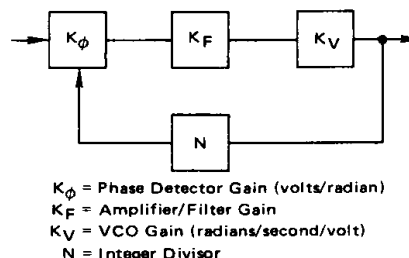 Kϕ
KF
KV
N
Kϕ = Phase Detector Gain (volts/radian)
KF = Amplifier/Filter Gain
KV = VCO Gain (radians/second/volt)
N = Integer Divisor